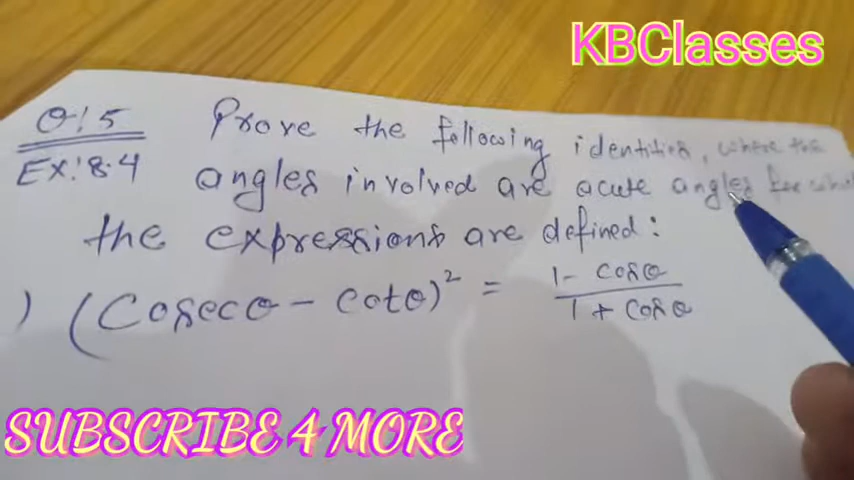 KBClasses
Q:5 Prove the following identities, where the
Ex:8.4 angles involved are acute angles for which
the expressions are defined:
) (Cosecθ - cotθ)² = 1- cosθ / 1 + cosθ
SUBSCRIBE 4 MORE